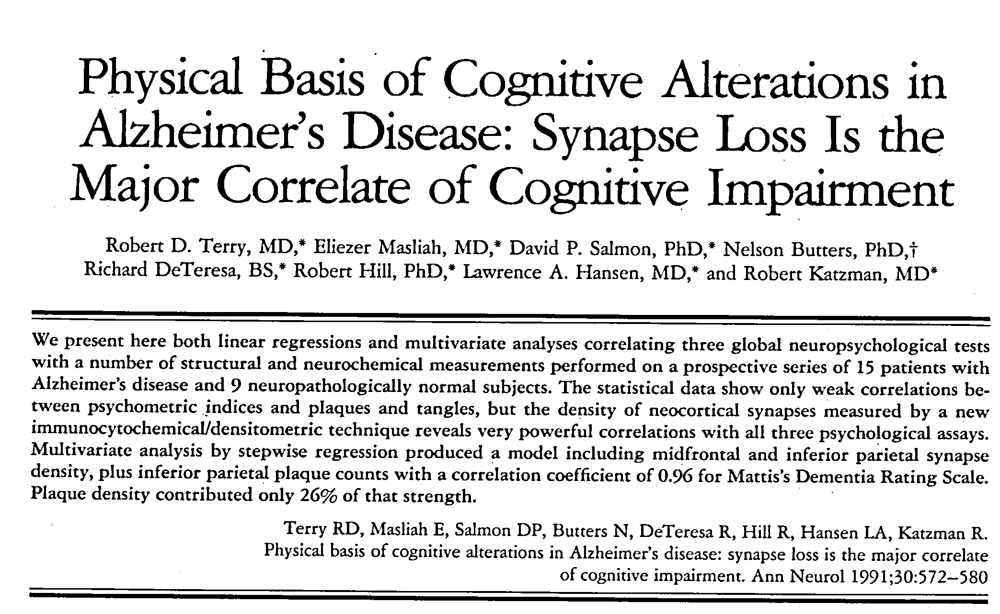 Physical Basis of Cognitive Alterations in
Alzheimer's Disease: Synapse Loss Is the
Major Correlate of Cognitive Impairment
Robert D. Terry, MD,* Eliezer Masliah, MD,* David P. Salmon, PhD,* Nelson Butters, PhD,†
Richard DeTeresa, BS,* Robert Hill, PhD,* Lawrence A. Hansen, MD,* and Robert Katzman, MD*
We present here both linear regressions and multivariate analyses correlating three global neuropsychological tests
with a number of structural and neurochemical measurements performed on a prospective series of 15 patients with
Alzheimer's disease and 9 neuropathologically normal subjects. The statistical data show only weak correlations be-
tween psychometric indices and plaques and tangles, but the density of neocortical synapses measured by a new
immunocytochemical/densitometric technique reveals very powerful correlations with all three psychological assays.
Multivariate analysis by stepwise regression produced a model including midfrontal and inferior parietal synapse
density, plus inferior parietal plaque counts with a correlation coefficient of 0.96 for Mattis's Dementia Rating Scale.
Plaque density contributed only 26% of that strength.
Terry RD, Masliah E, Salmon DP, Butters N, DeTeresa R, Hill R, Hansen LA, Katzman R.
Physical basis of cognitive alterations in Alzheimer's disease: synapse loss is the major correlate
of cognitive impairment. Ann Neurol 1991;30:572–580